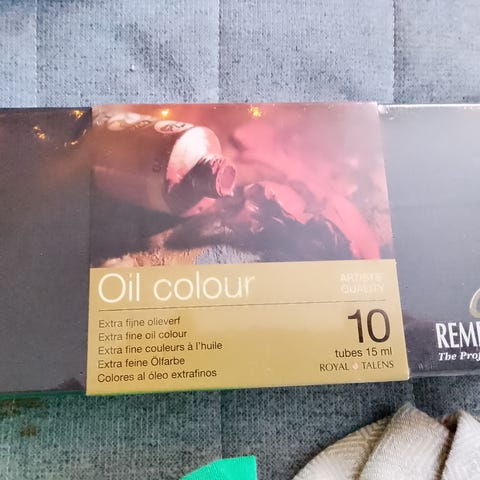 Oil colour
ARTISTS'
QUALITY
Extra fijne olieverf
Extra fine oil colour
Extra fine couleurs à l'huile
Extra feine Ölfarbe
Colores al óleo extrafinos
10
tubes 15 ml
ROYAL TALENS
REM
The